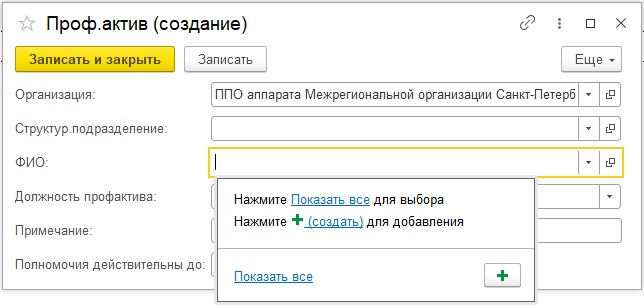 Проф.актив (создание)
Записать и закрыть
Записать
Еще
Организация:
ППО аппарата Межрегиональной организации Санкт-Петерб
Структур.подразделение:
ФИО:
Должность профактива:
Примечание:
Полномочия действительны до:
Нажмите Показать все для выбора
Нажмите + (создать) для добавления
Показать все
+